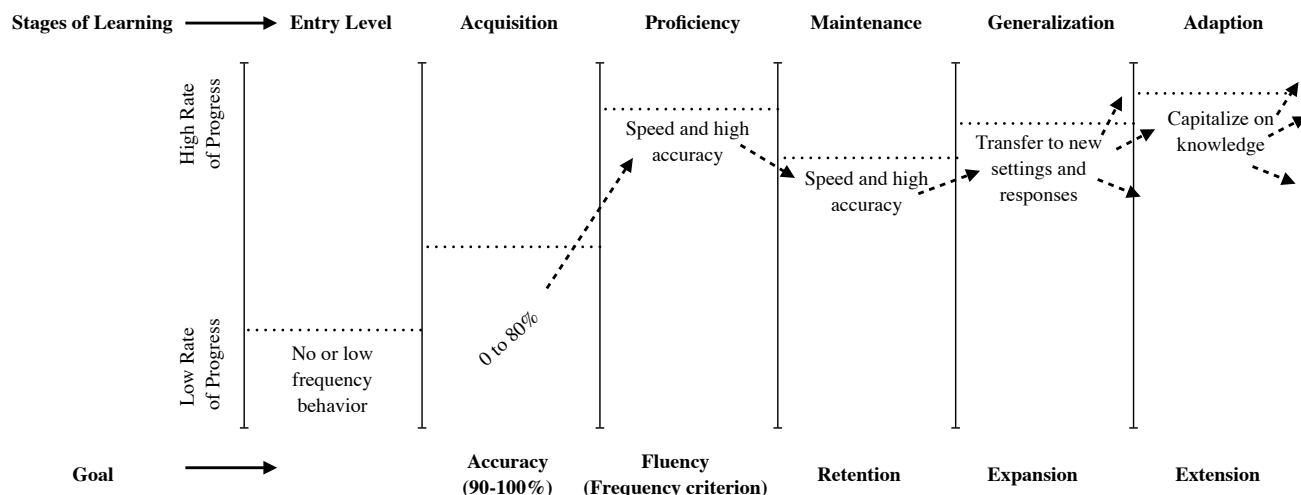 Stages of Learning
Entry Level
Acquisition
Proficiency
Maintenance
Generalization
Adaption
High Rate
of Progress
Low Rate
of Progress
No or low
frequency
behavior
0 to 80%
Speed and high
accuracy
Speed and high
accuracy
Transfer to new
settings and
responses
Capitalize on
knowledge
Goal
Accuracy
(90-100%)
Fluency
(Frequency criterion)
Retention
Expansion
Extension